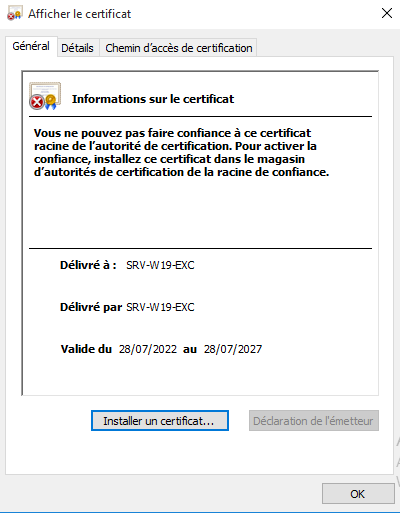 Afficher le certificat
Général
Détails
Chemin d’accès de certification
Informations sur le certificat
Vous ne pouvez pas faire confiance à ce certificat
racine de l’autorité de certification. Pour activer la
confiance, installez ce certificat dans le magasin
d’autorités de certification de la racine de confiance.
Délivré à : SRV-W19-EXC
Délivré par SRV-W19-EXC
Valide du 28/07/2022 au 28/07/2027
Installer un certificat...
Déclaration de l'émetteur
OK